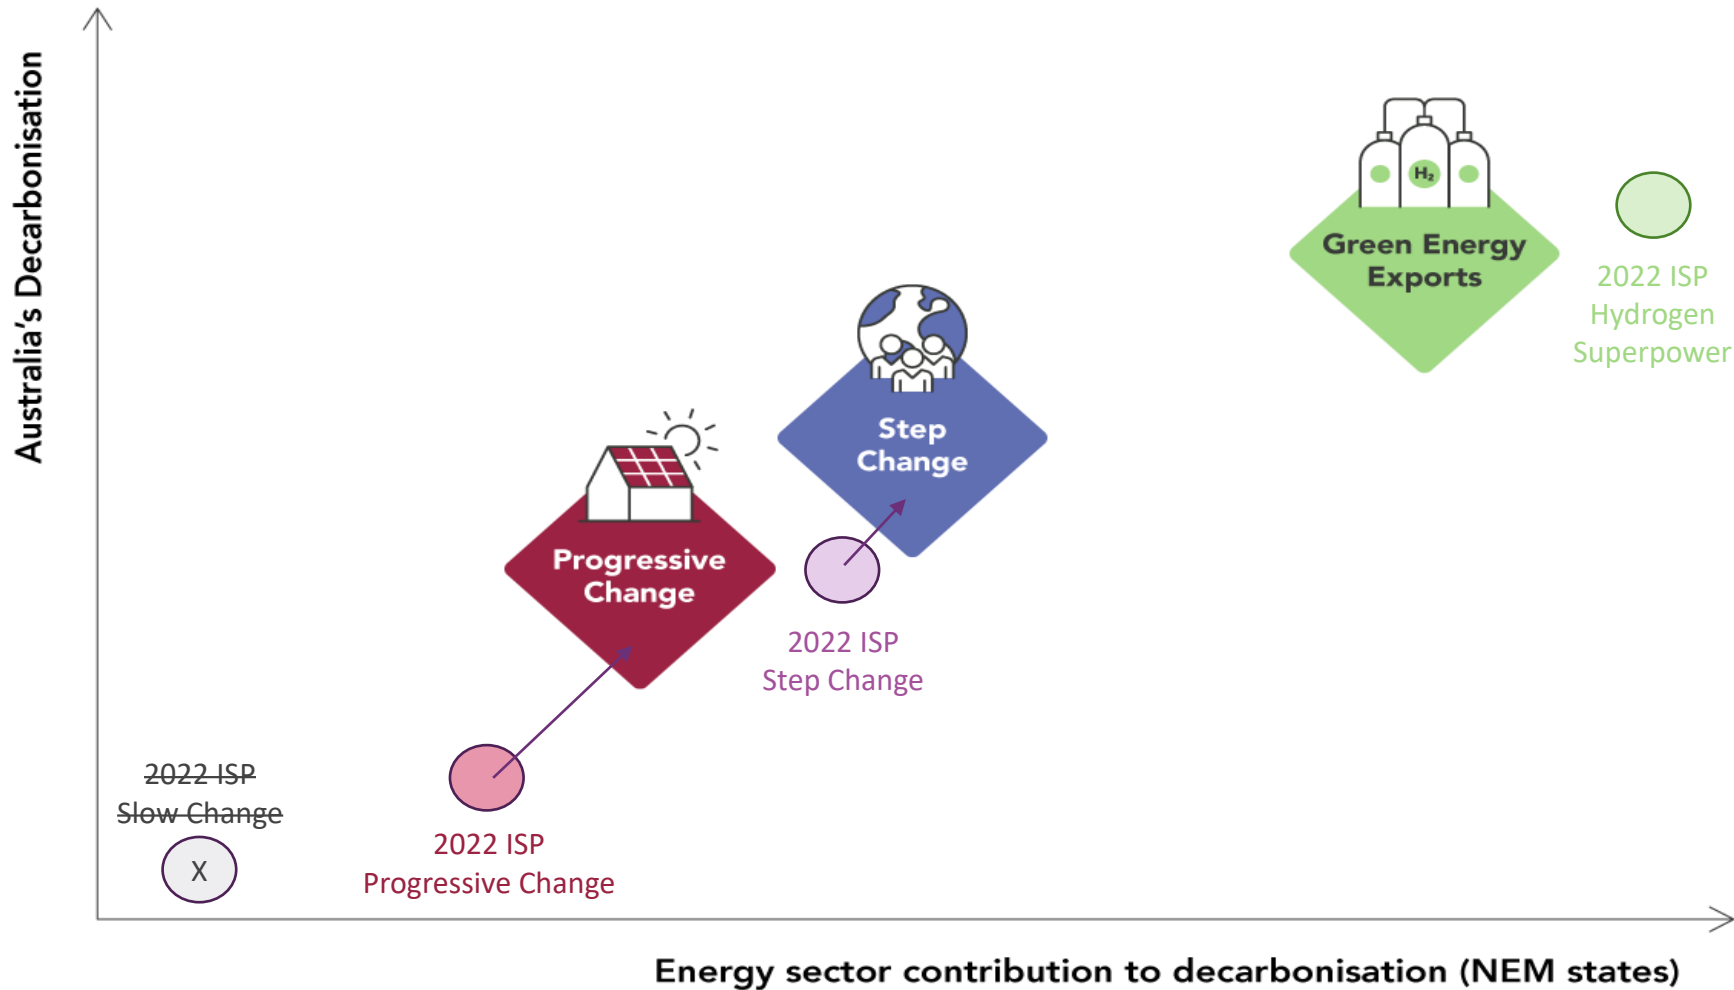 Australia's Decarbonisation
H₂
Green Energy
Exports
2022 ISP
Hydrogen
Superpower
Step
Change
Progressive
Change
2022 ISP
Step Change
2022 ISP
Slow Change
X
2022 ISP
Progressive Change
Energy sector contribution to decarbonisation (NEM states)